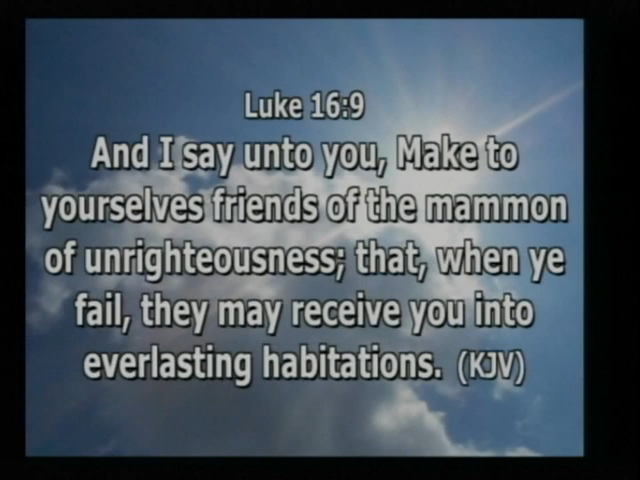 Luke 16:9
And I say unto you, Make to
yourselves friends of the mammon
of unrighteousness; that, when ye
fail, they may receive you into
everlasting habitations. (KJV)